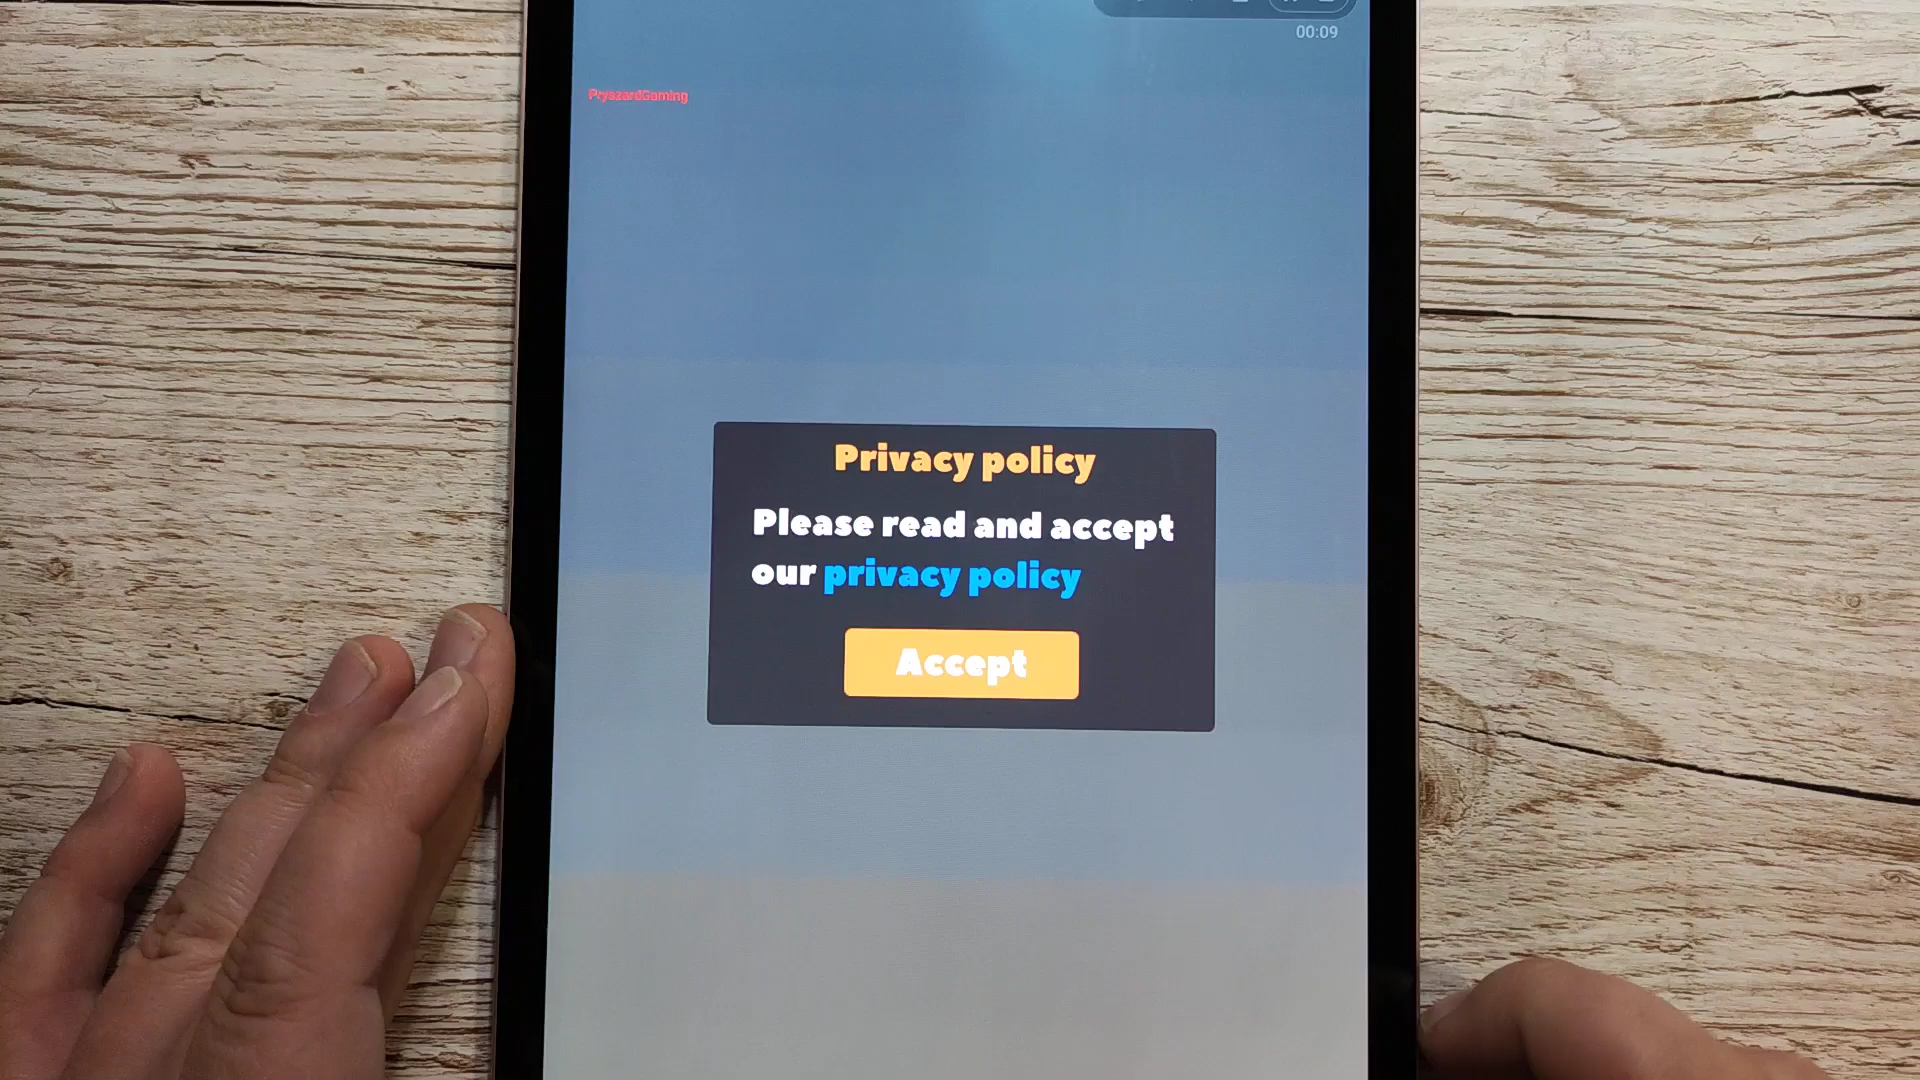 00:09
PryszardGaming
Privacy policy
Please read and accept
our privacy policy
Accept